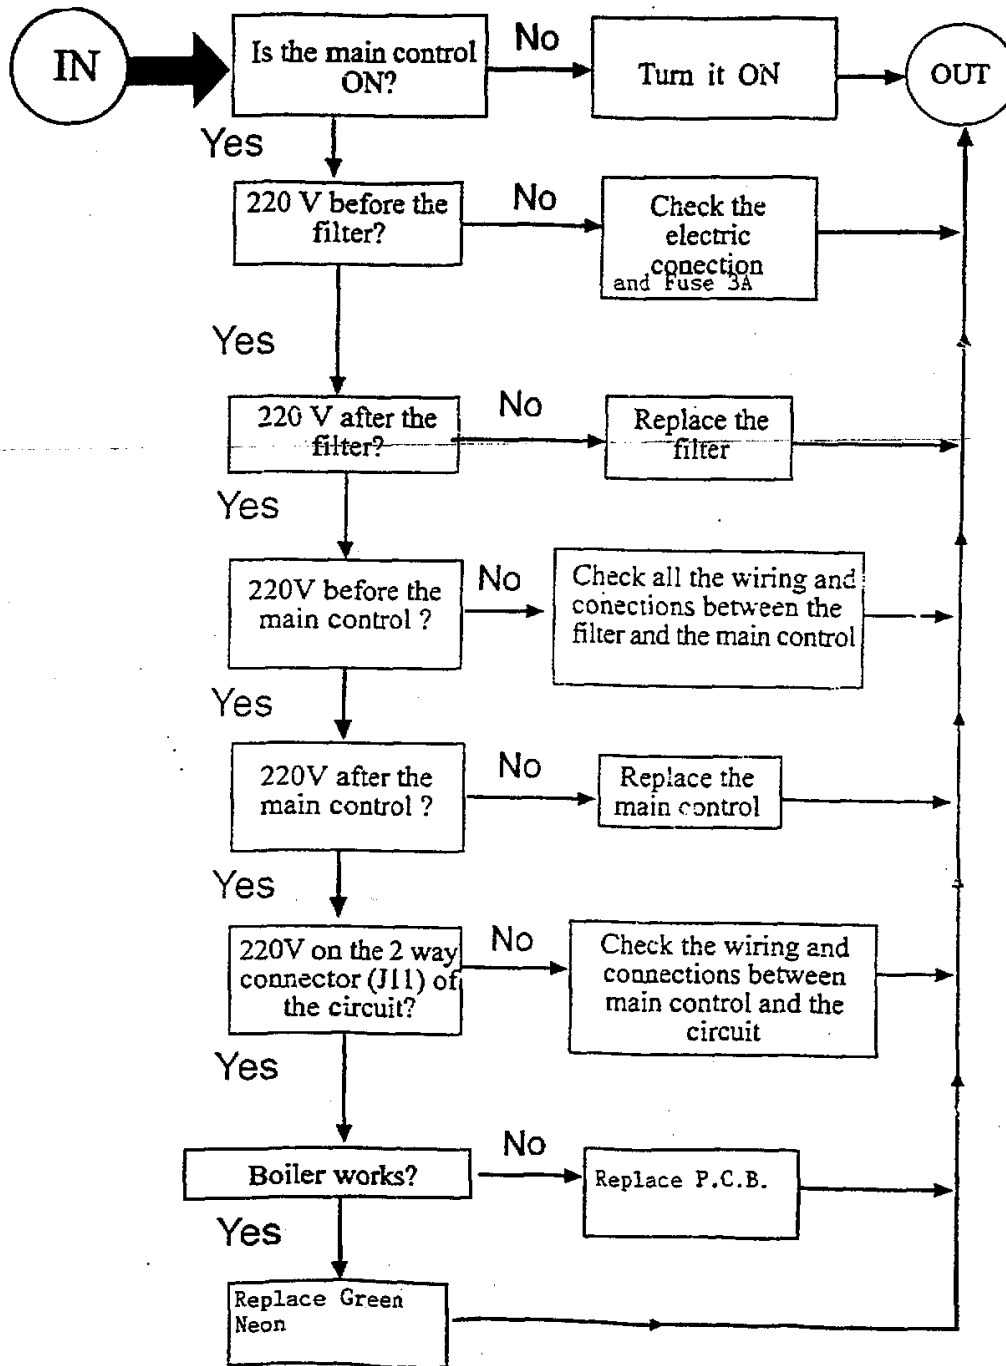 IN
Is the main control
ON?
No
Turn it ON
OUT
Yes
220 V before the
filter?
No
Check the
electric
conection
and Fuse 3A
Yes
220 V after the
filter?
No
Replace the
filter
Yes
220V before the
main control ?
No
Check all the wiring and
conections between the
filter and the main control
Yes
220V after the
main control ?
No
Replace the
main control
Yes
220V on the 2 way
connector (J11) of
the circuit?
No
Check the wiring and
connections between
main control and the
circuit
Yes
Boiler works?
No
Replace P.C.B.
Yes
Replace Green
Neon